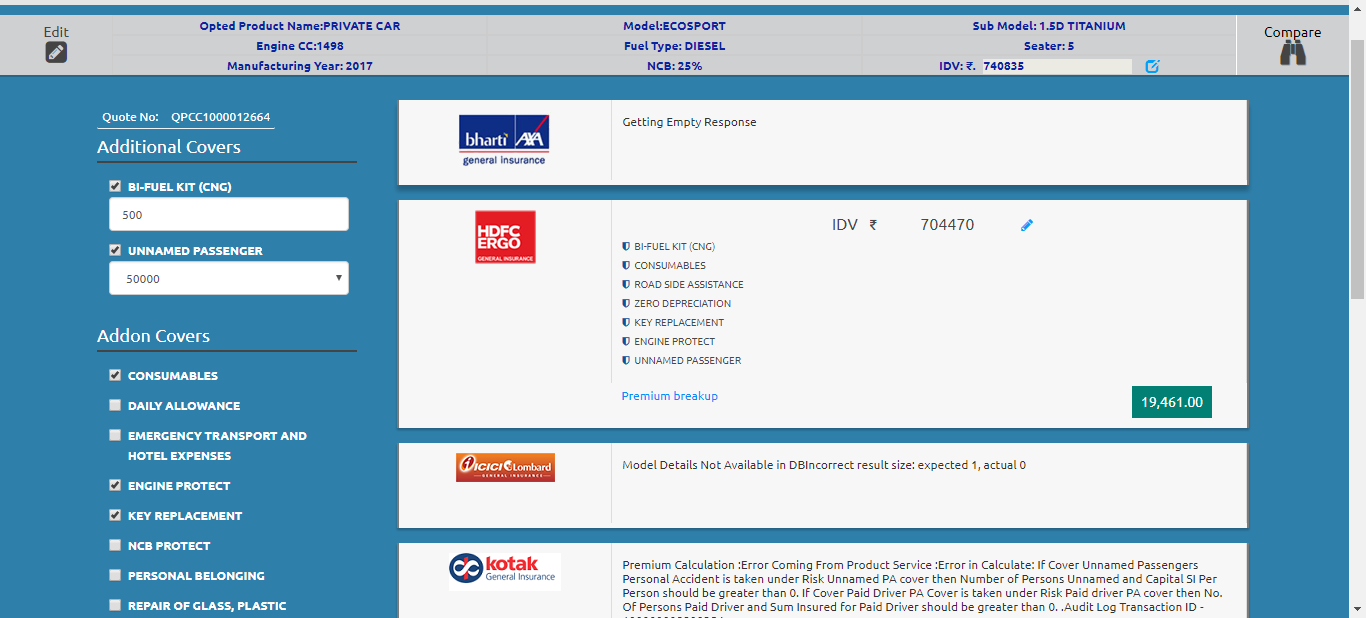 Edit
Opted Product Name:PRIVATE CAR
Model:ECOSPORT
Sub Model: 1.5D TITANIUM
Compare
Engine CC:1498
Fuel Type: DIESEL
Seater: 5
Manufacturing Year: 2017
NCB: 25%
IDV: ₹. 740835
Quote No: QPCC1000012664
Additional Covers
BI-FUEL KIT (CNG)
500
UNNAMED PASSENGER
50000
Addon Covers
CONSUMABLES
DAILY ALLOWANCE
EMERGENCY TRANSPORT AND
HOTEL EXPENSES
ENGINE PROTECT
KEY REPLACEMENT
NCB PROTECT
PERSONAL BELONGING
REPAIR OF GLASS, PLASTIC
bharti AXA
general insurance
Getting Empty Response
HDFC
ERGO
GENERAL INSURANCE
IDV ₹ 704470
BI-FUEL KIT (CNG)
CONSUMABLES
ROAD SIDE ASSISTANCE
ZERO DEPRECIATION
KEY REPLACEMENT
ENGINE PROTECT
UNNAMED PASSENGER
Premium breakup
19,461.00
ICICI Lombard
GENERAL INSURANCE
Model Details Not Available in DBIncorrect result size: expected 1, actual 0
kotak
General Insurance
Premium Calculation :Error Coming From Product Service :Error in Calculate: If Cover Unnamed Passengers
Personal Accident is taken under Risk Unnamed PA cover then Number of Persons Unnamed and Capital SI Per
Person should be greater than 0. If Cover Paid Driver PA Cover is taken under Risk Paid driver PA cover then No.
Of Persons Paid Driver and Sum Insured for Paid Driver should be greater than 0. .Audit Log Transaction ID -